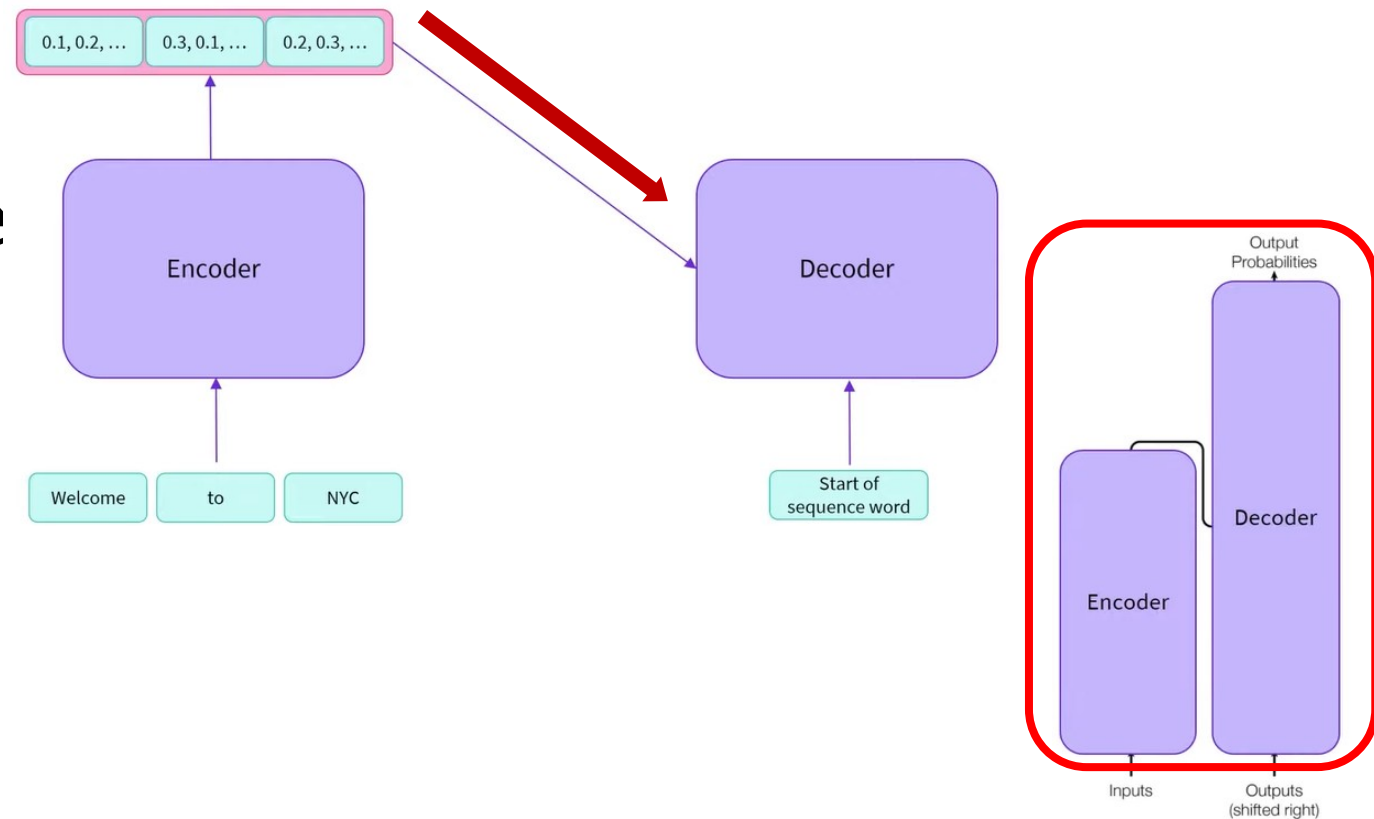 0.1, 0.2, …
0.3, 0.1, …
0.2, 0.3, …
Encoder
Decoder
Welcome
to
NYC
Start of
sequence word
Output
Probabilities
Decoder
Encoder
Inputs
Outputs
(shifted right)